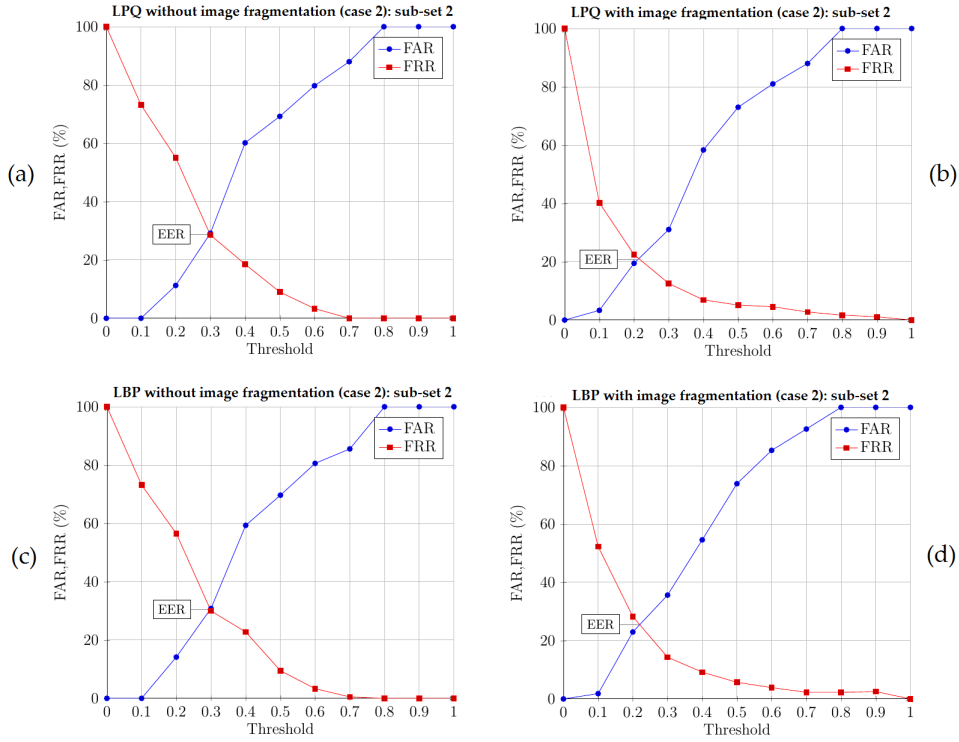 LPQ without image fragmentation (case 2): sub-set 2
100
80
60
40
20
0
FAR,FRR (%)
FAR
FRR
EER
0 0.1 0.2 0.3 0.4 0.5 0.6 0.7 0.8 0.9 1
Threshold
(a)
LPQ with image fragmentation (case 2): sub-set 2
100
80
60
40
20
0
FAR,FRR (%)
FAR
FRR
EER
0 0.1 0.2 0.3 0.4 0.5 0.6 0.7 0.8 0.9 1
Threshold
(b)
LBP without image fragmentation (case 2): sub-set 2
100
80
60
40
20
0
FAR,FRR (%)
FAR
FRR
EER
0 0.1 0.2 0.3 0.4 0.5 0.6 0.7 0.8 0.9 1
Threshold
(c)
LBP with image fragmentation (case 2): sub-set 2
100
80
60
40
20
0
FAR,FRR (%)
FAR
FRR
EER
0 0.1 0.2 0.3 0.4 0.5 0.6 0.7 0.8 0.9 1
Threshold
(d)